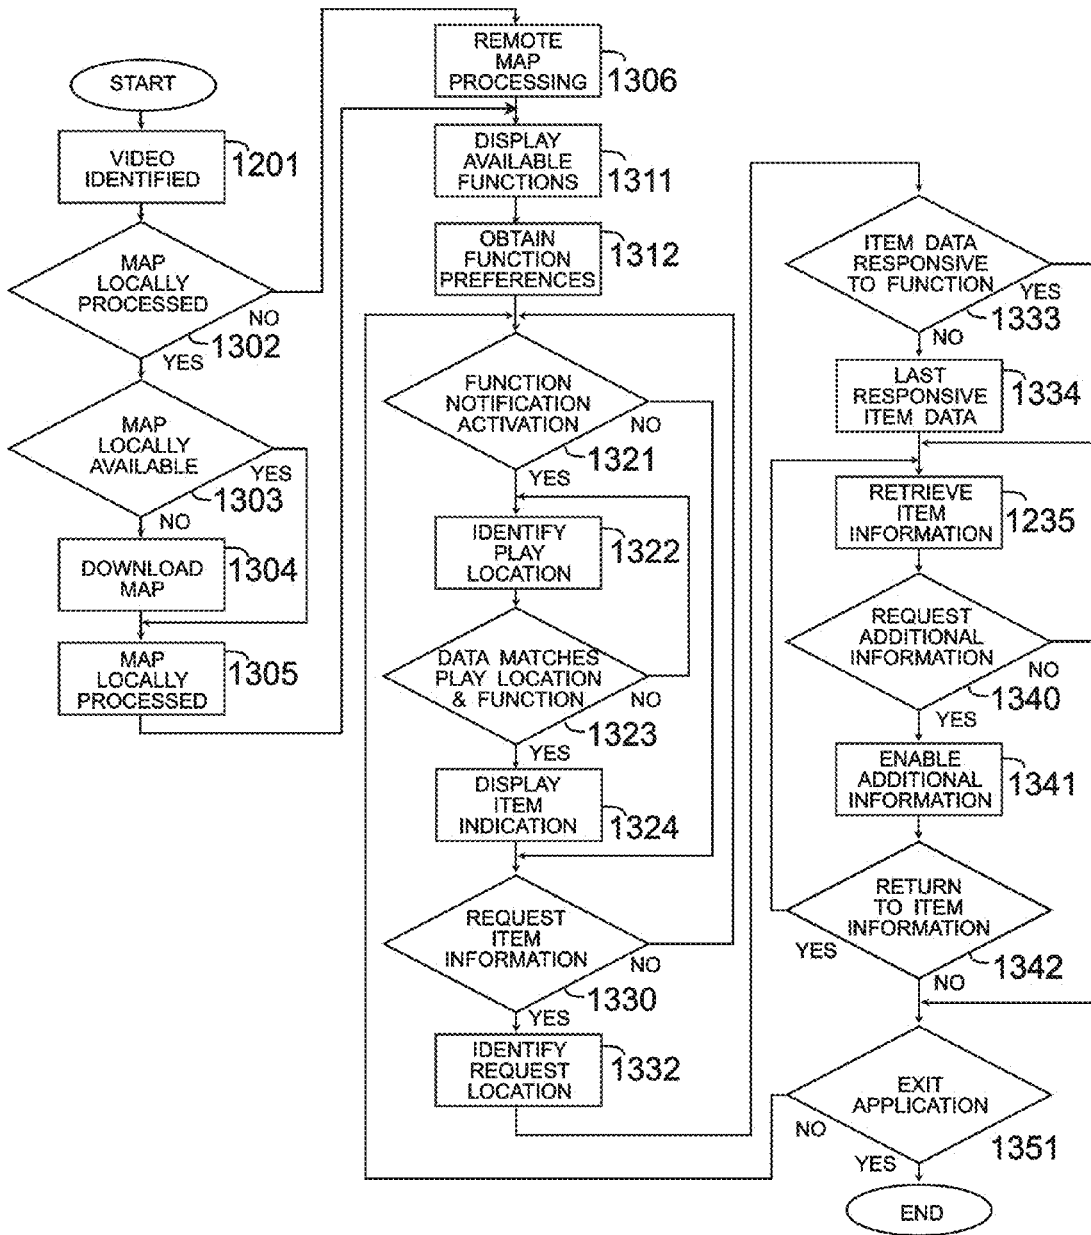 START
VIDEO
IDENTIFIED
1201
MAP
LOCALLY
PROCESSED
NO
1302
YES
MAP
LOCALLY
AVAILABLE
YES
1303
NO
DOWNLOAD
MAP
1304
MAP
LOCALLY
PROCESSED
1305
REMOTE
MAP
PROCESSING
1306
DISPLAY
AVAILABLE
FUNCTIONS
1311
OBTAIN
FUNCTION
PREFERENCES
1312
FUNCTION
NOTIFICATION
ACTIVATION
NO
1321
YES
IDENTIFY
PLAY
LOCATION
1322
DATA MATCHES
PLAY LOCATION
& FUNCTION
NO
1323
YES
DISPLAY
ITEM
INDICATION
1324
REQUEST
ITEM
INFORMATION
NO
1330
YES
IDENTIFY
REQUEST
LOCATION
1332
ITEM DATA
RESPONSIVE
TO FUNCTION
YES
1333
NO
LAST
RESPONSIVE
ITEM DATA
1334
RETRIEVE
ITEM
INFORMATION
1235
REQUEST
ADDITIONAL
INFORMATION
NO
1340
YES
ENABLE
ADDITIONAL
INFORMATION
1341
RETURN
TO ITEM
INFORMATION
YES
1342
NO
EXIT
APPLICATION
NO
1351
YES
END